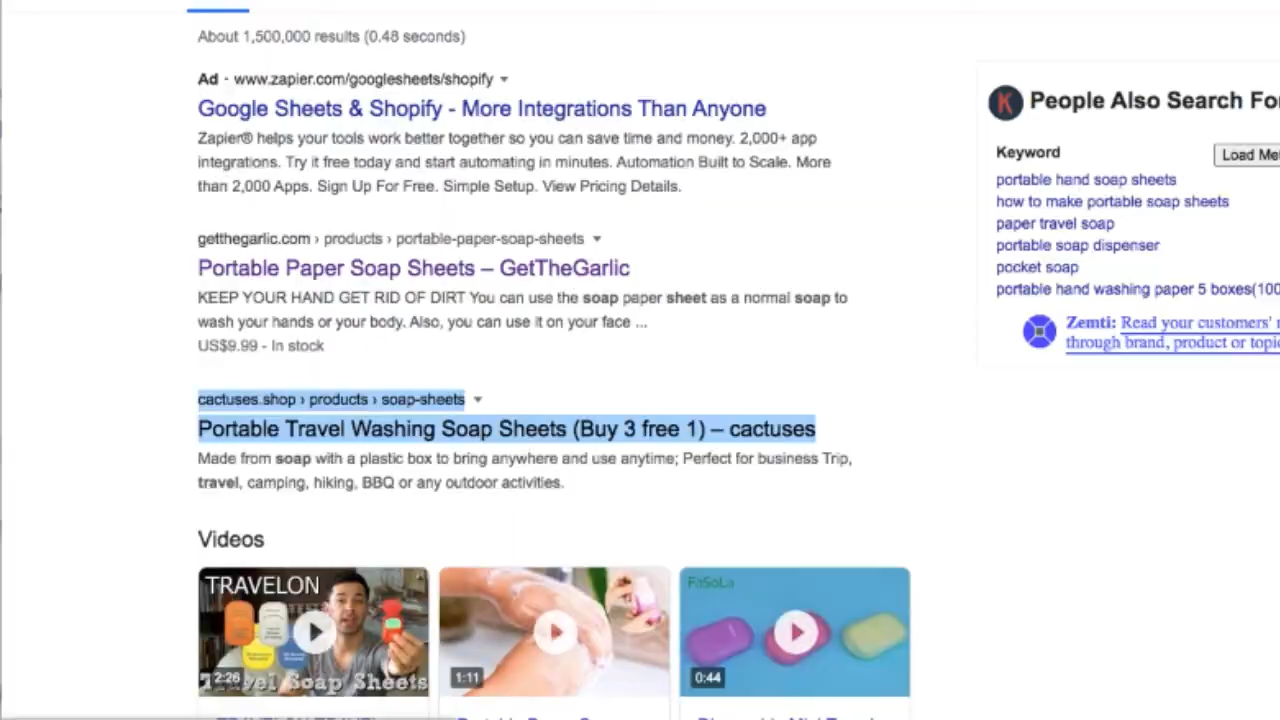 About 1,500,000 results (0.48 seconds)
Ad · www.zapier.com/googlesheets/shopify
Google Sheets & Shopify - More Integrations Than Anyone
Zapier® helps your tools work better together so you can save time and money. 2,000+ app
integrations. Try it free today and start automating in minutes. Automation Built to Scale. More
than 2,000 Apps. Sign Up For Free. Simple Setup. View Pricing Details.
getthegarlic.com › products › portable-paper-soap-sheets
Portable Paper Soap Sheets – GetTheGarlic
KEEP YOUR HAND GET RID OF DIRT You can use the soap paper sheet as a normal soap to
wash your hands or your body. Also, you can use it on your face ...
US$9.99 - In stock
cactuses.shop › products › soap-sheets
Portable Travel Washing Soap Sheets (Buy 3 free 1) – cactuses
Made from soap with a plastic box to bring anywhere and use anytime; Perfect for business Trip,
travel, camping, hiking, BBQ or any outdoor activities.
Videos
TRAVELON
2:26
Travel Soap Sheets
1:11
FaSoLa
0:44
K
People Also Search For
Keyword
Load Me
portable hand soap sheets
how to make portable soap sheets
paper travel soap
portable soap dispenser
pocket soap
portable hand washing paper 5 boxes(100
Zemti: Read your customers'
through brand, product or topic